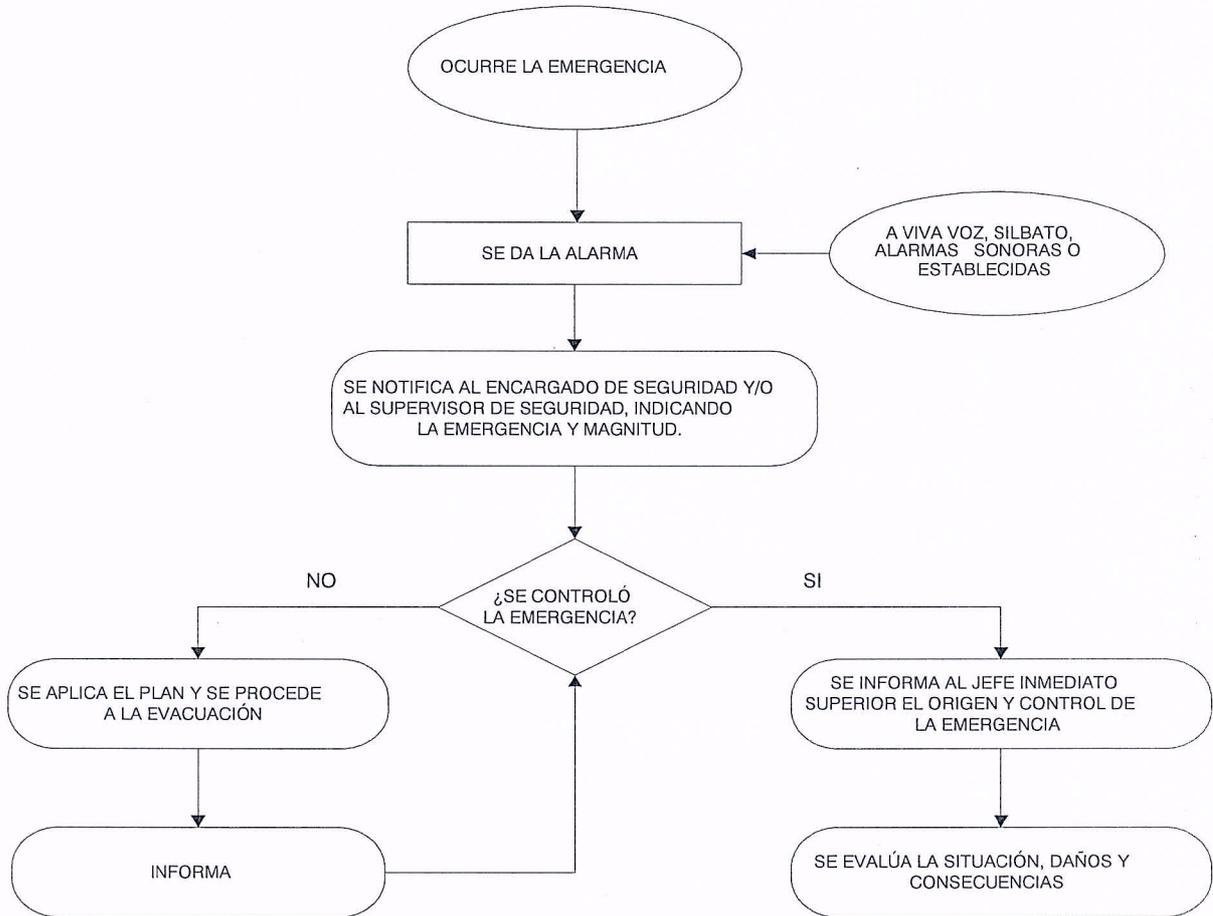 OCURRE LA EMERGENCIA
SE DA LA ALARMA
A VIVA VOZ, SILBATO,
ALARMAS SONORAS O
ESTABLECIDAS
SE NOTIFICA AL ENCARGADO DE SEGURIDAD Y/O
AL SUPERVISOR DE SEGURIDAD, INDICANDO
LA EMERGENCIA Y MAGNITUD.
NO
¿SE CONTROLÓ
LA EMERGENCIA?
SI
SE APLICA EL PLAN Y SE PROCEDE
A LA EVACUACIÓN
SE INFORMA AL JEFE INMEDIATO
SUPERIOR EL ORIGEN Y CONTROL DE
LA EMERGENCIA
INFORMA
SE EVALÚA LA SITUACIÓN, DAÑOS Y
CONSECUENCIAS